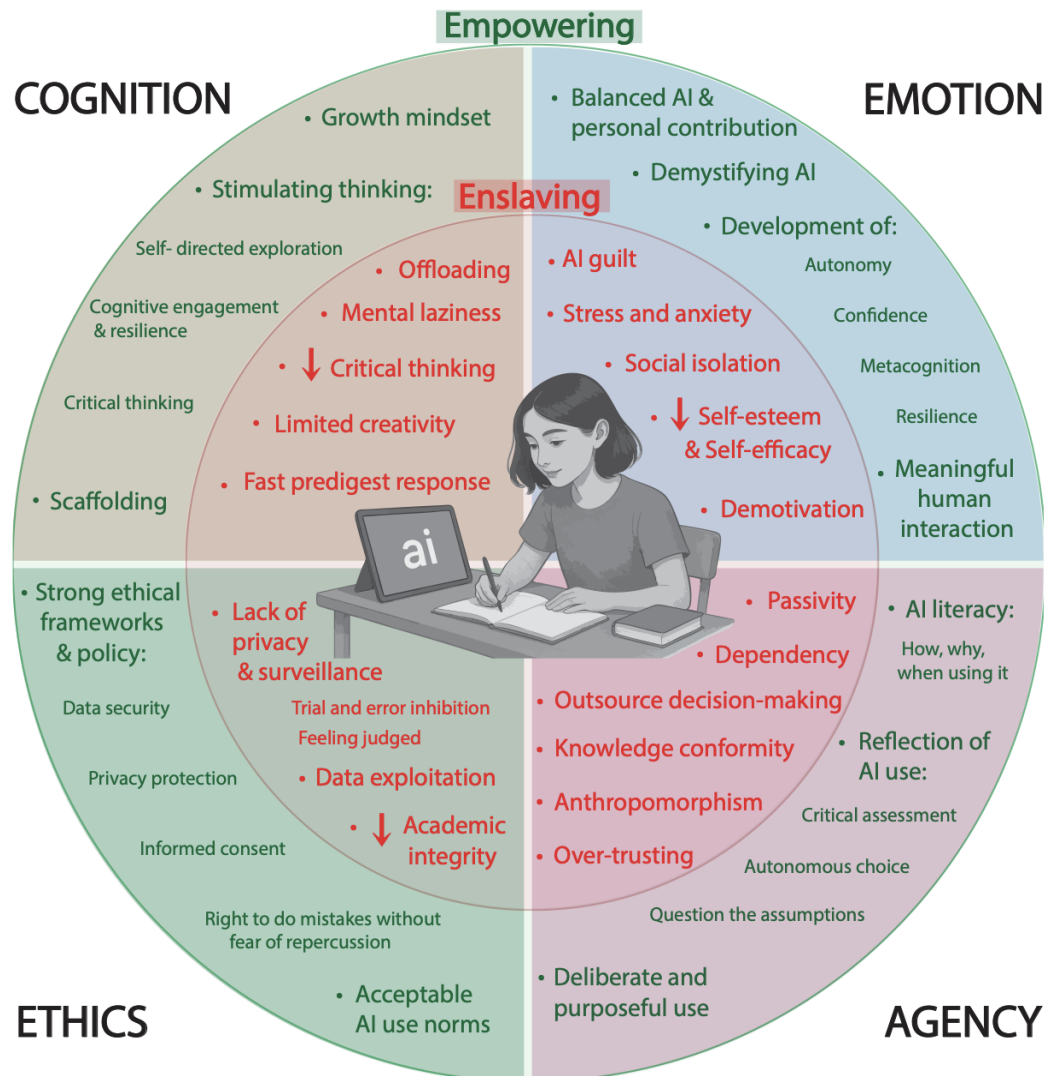 Empowering
COGNITION
• Growth mindset
• Stimulating thinking:
Self- directed exploration
Cognitive engagement
& resilience
Critical thinking
• Scaffolding
EMOTION
• Balanced AI &
personal contribution
• Demystifying AI
• Development of:
Autonomy
Confidence
Metacognition
Resilience
• Meaningful
human
interaction
Enslaving
• Offloading
• Mental laziness
• ↓ Critical thinking
• Limited creativity
• Fast predigest response
• AI guilt
• Stress and anxiety
• Social isolation
• ↓ Self-esteem
& Self-efficacy
• Demotivation
ai
• Strong ethical
frameworks
& policy:
Data security
Privacy protection
Informed consent
Right to do mistakes without
fear of repercussion
• Acceptable
AI use norms
ETHICS
• Lack of
privacy
& surveillance
Trial and error inhibition
Feeling judged
• Data exploitation
• ↓ Academic
integrity
• Passivity
• Dependency
• Outsource decision-making
• Knowledge conformity
• Anthropomorphism
• Over-trusting
• AI literacy:
How, why,
when using it
• Reflection of
AI use:
Critical assessment
Autonomous choice
Question the assumptions
• Deliberate and
purposeful use
AGENCY